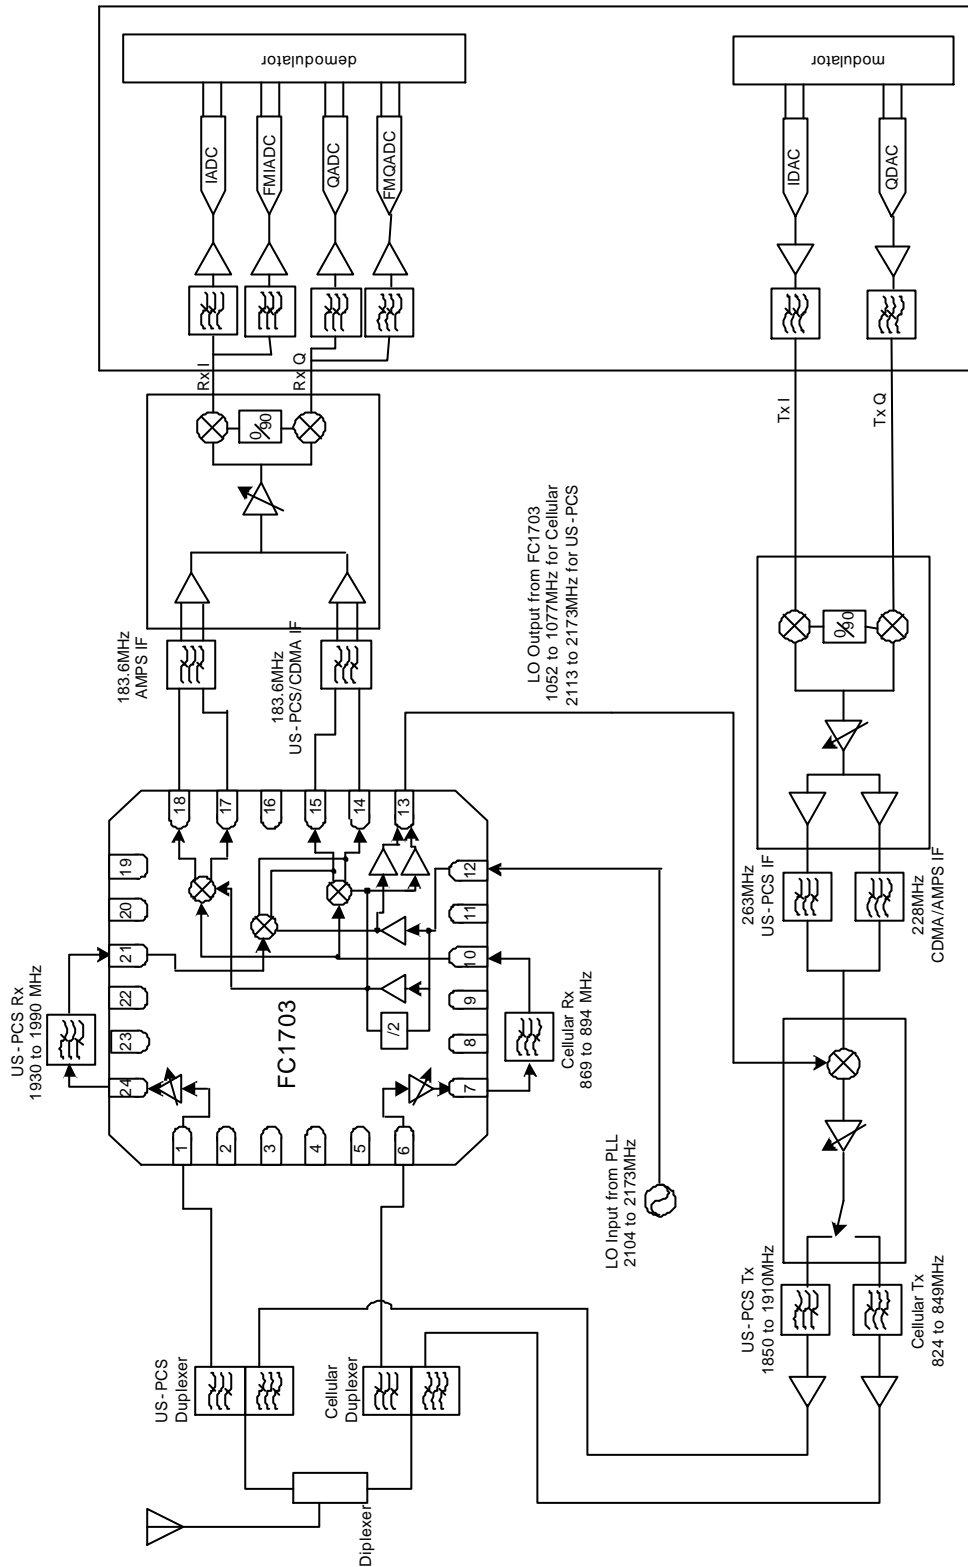 demodulator
modulator
IADC
FMIADC
QADC
FMQADC
IDAC
QDAC
Rx I
Rx Q
Tx I
Tx Q
0/90
0/90
183.6MHz
AMPS IF
183.6MHz
US-PCS/CDMA IF
LO Output from FC1703
1052 to 1077MHz for Cellular
2113 to 2173MHz for US-PCS
263MHz
US-PCS IF
228MHz
CDMA/AMPS IF
US-PCS Rx
1930 to 1990 MHz
24
23
22
21
20
19
18
17
16
15
14
13
12
11
10
9
8
7
1
2
3
4
5
6
/2
FC1703
Cellular Rx
869 to 894 MHz
LO Input from PLL
2104 to 2173MHz
US-PCS Tx
1850 to 1910MHz
Cellular Tx
824 to 849MHz
US-PCS
Duplexer
Cellular
Duplexer
Diplexer